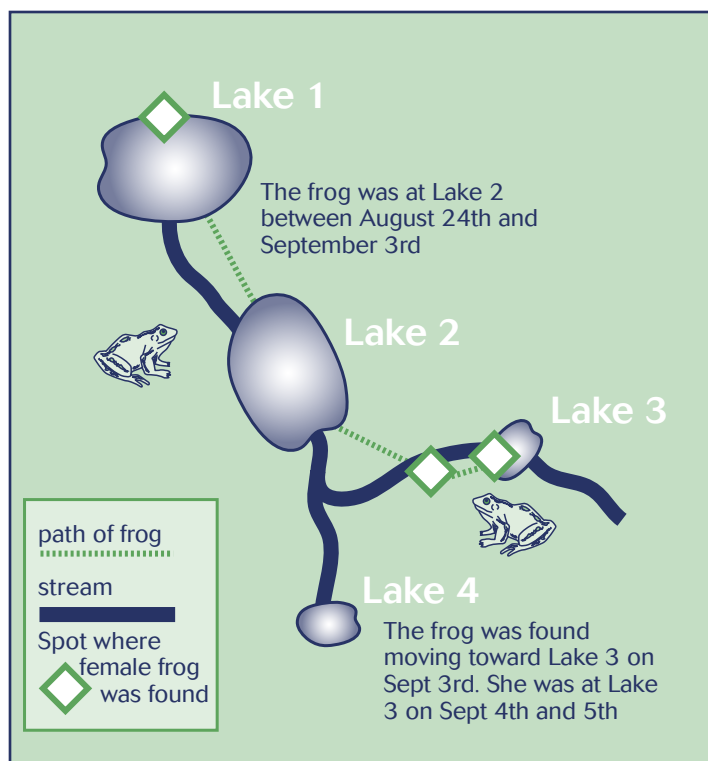 Lake 1
The frog was at Lake 2
between August 24th and
September 3rd
Lake 2
Lake 3
path of frog
stream
Spot where
female frog
was found
Lake 4
The frog was found
moving toward Lake 3 on
Sept 3rd. She was at Lake
3 on Sept 4th and 5th